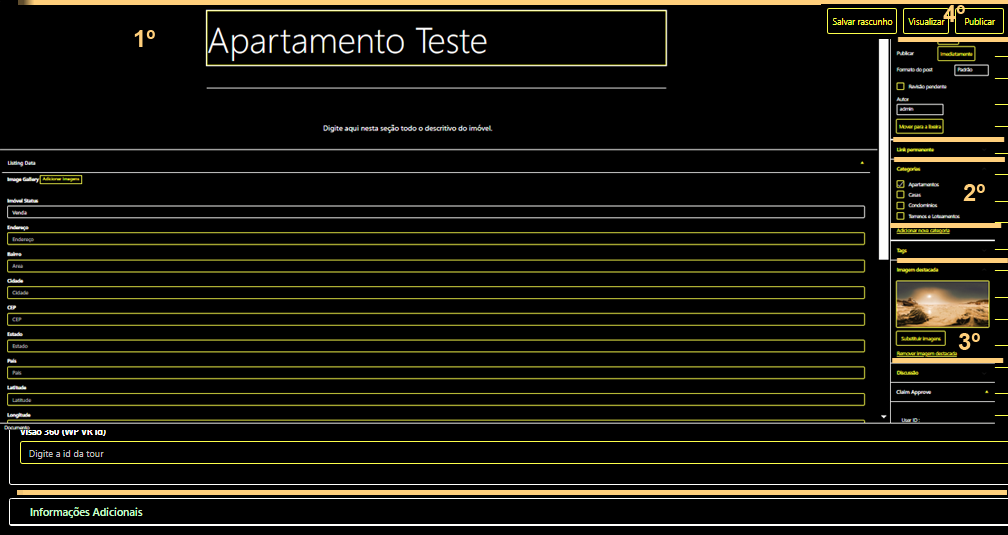 4º
Salvar rascunho
Visualizar
Publicar
1º
Apartamento Teste
Digite aqui nesta seção todo o descritivo do imóvel.
Listing Data
Image Gallery
Adicionar Imagens
Imóvel Status
Venda
Endereço
Endereço
Bairro
Area
Cidade
Cidade
CEP
CEP
Estado
Estado
País
País
Latitude
Latitude
Longitude
Documento
Visão 360 (WP VR id)
Digite a id da tour
Informações Adicionais
Publicar
Imediatamente
Formato do post
Padrão
Revisão pendente
Autor
admin
Mover para a lixeira
Link permanente
Categorias
Apartamentos
Casas
Condomínios
Terrenos e Loteamentos
2º
Adicionar nova categoria
Tags
Imagem destacada
Substituir imagem
3º
Remover imagem destacada
Discussão
Claim Approve
User ID :